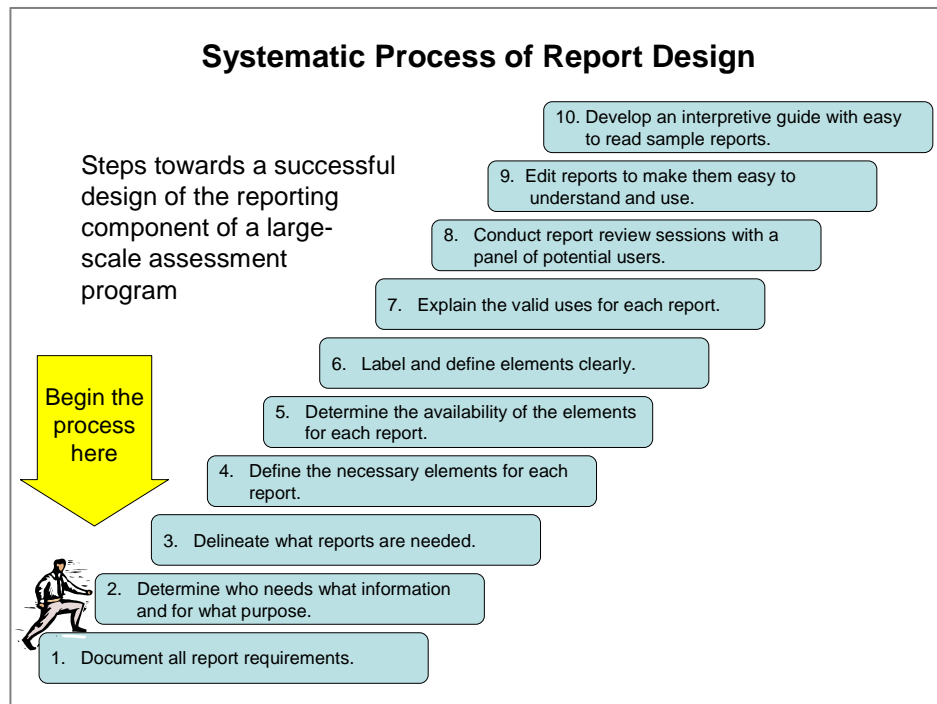 Systematic Process of Report Design
Steps towards a successful
design of the reporting
component of a large-
scale assessment
program
10. Develop an interpretive guide with easy
to read sample reports.
9. Edit reports to make them easy to
understand and use.
8. Conduct report review sessions with a
panel of potential users.
7. Explain the valid uses for each report.
6. Label and define elements clearly.
5. Determine the availability of the elements
for each report.
4. Define the necessary elements for each
report.
3. Delineate what reports are needed.
2. Determine who needs what information
and for what purpose.
1. Document all report requirements.
Begin the
process
here